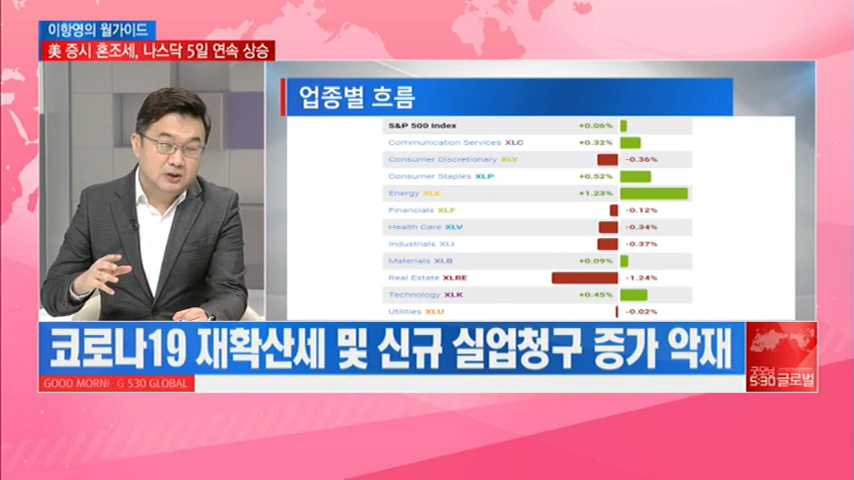 이항영의 월가이드
美 증시 혼조세, 나스닥 5일 연속 상승
업종별 흐름
S&P 500 Index +0.06%
Communication Services XLC +0.32%
Consumer Discretionary XLY -0.36%
Consumer Staples XLP +0.52%
Energy XLE +1.23%
Financials XLF -0.12%
Health Care XLV -0.34%
Industrials XLI -0.37%
Materials XLB +0.09%
Real Estate XLRE -1.24%
Technology XLK +0.45%
Utilities XLU -0.02%
코로나19 재확산세 및 신규 실업청구 증가 악재
GOOD MORNI G 530 GLOBAL
굿모닝
5:30 글로벌